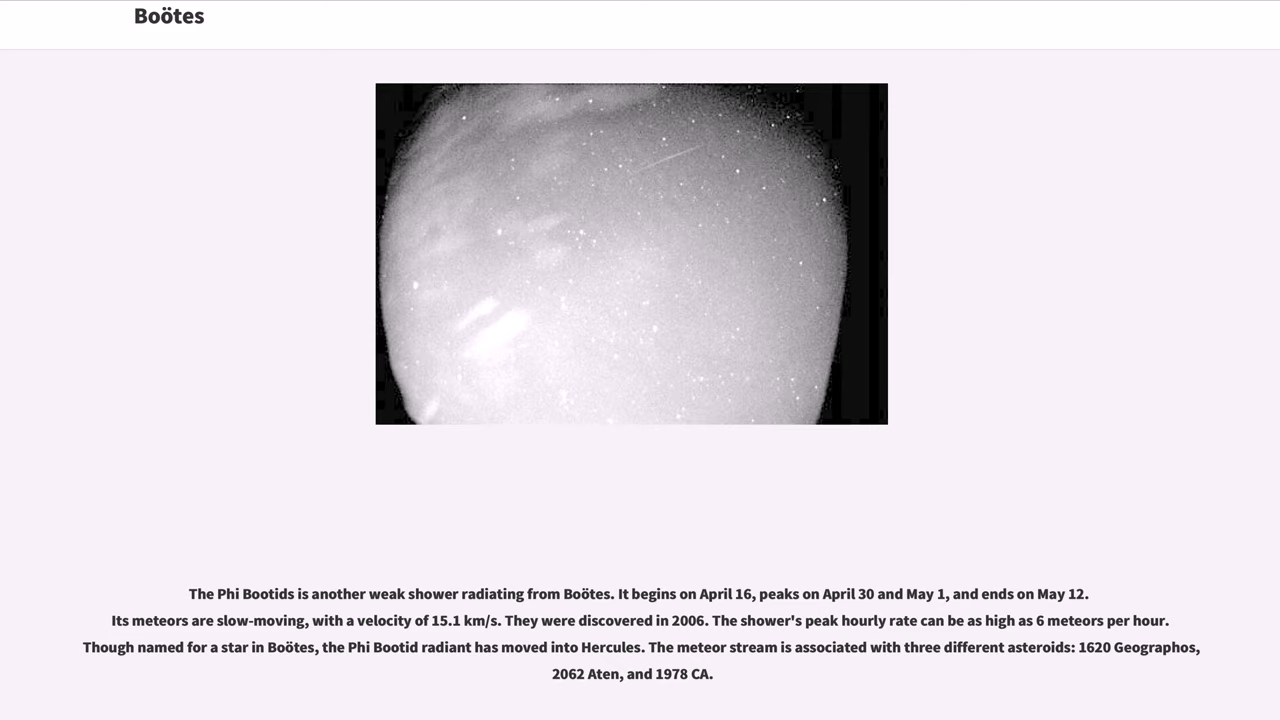 Boötes
The Phi Bootids is another weak shower radiating from Boötes. It begins on April 16, peaks on April 30 and May 1, and ends on May 12.
Its meteors are slow-moving, with a velocity of 15.1 km/s. They were discovered in 2006. The shower's peak hourly rate can be as high as 6 meteors per hour.
Though named for a star in Boötes, the Phi Bootid radiant has moved into Hercules. The meteor stream is associated with three different asteroids: 1620 Geographos,
2062 Aten, and 1978 CA.